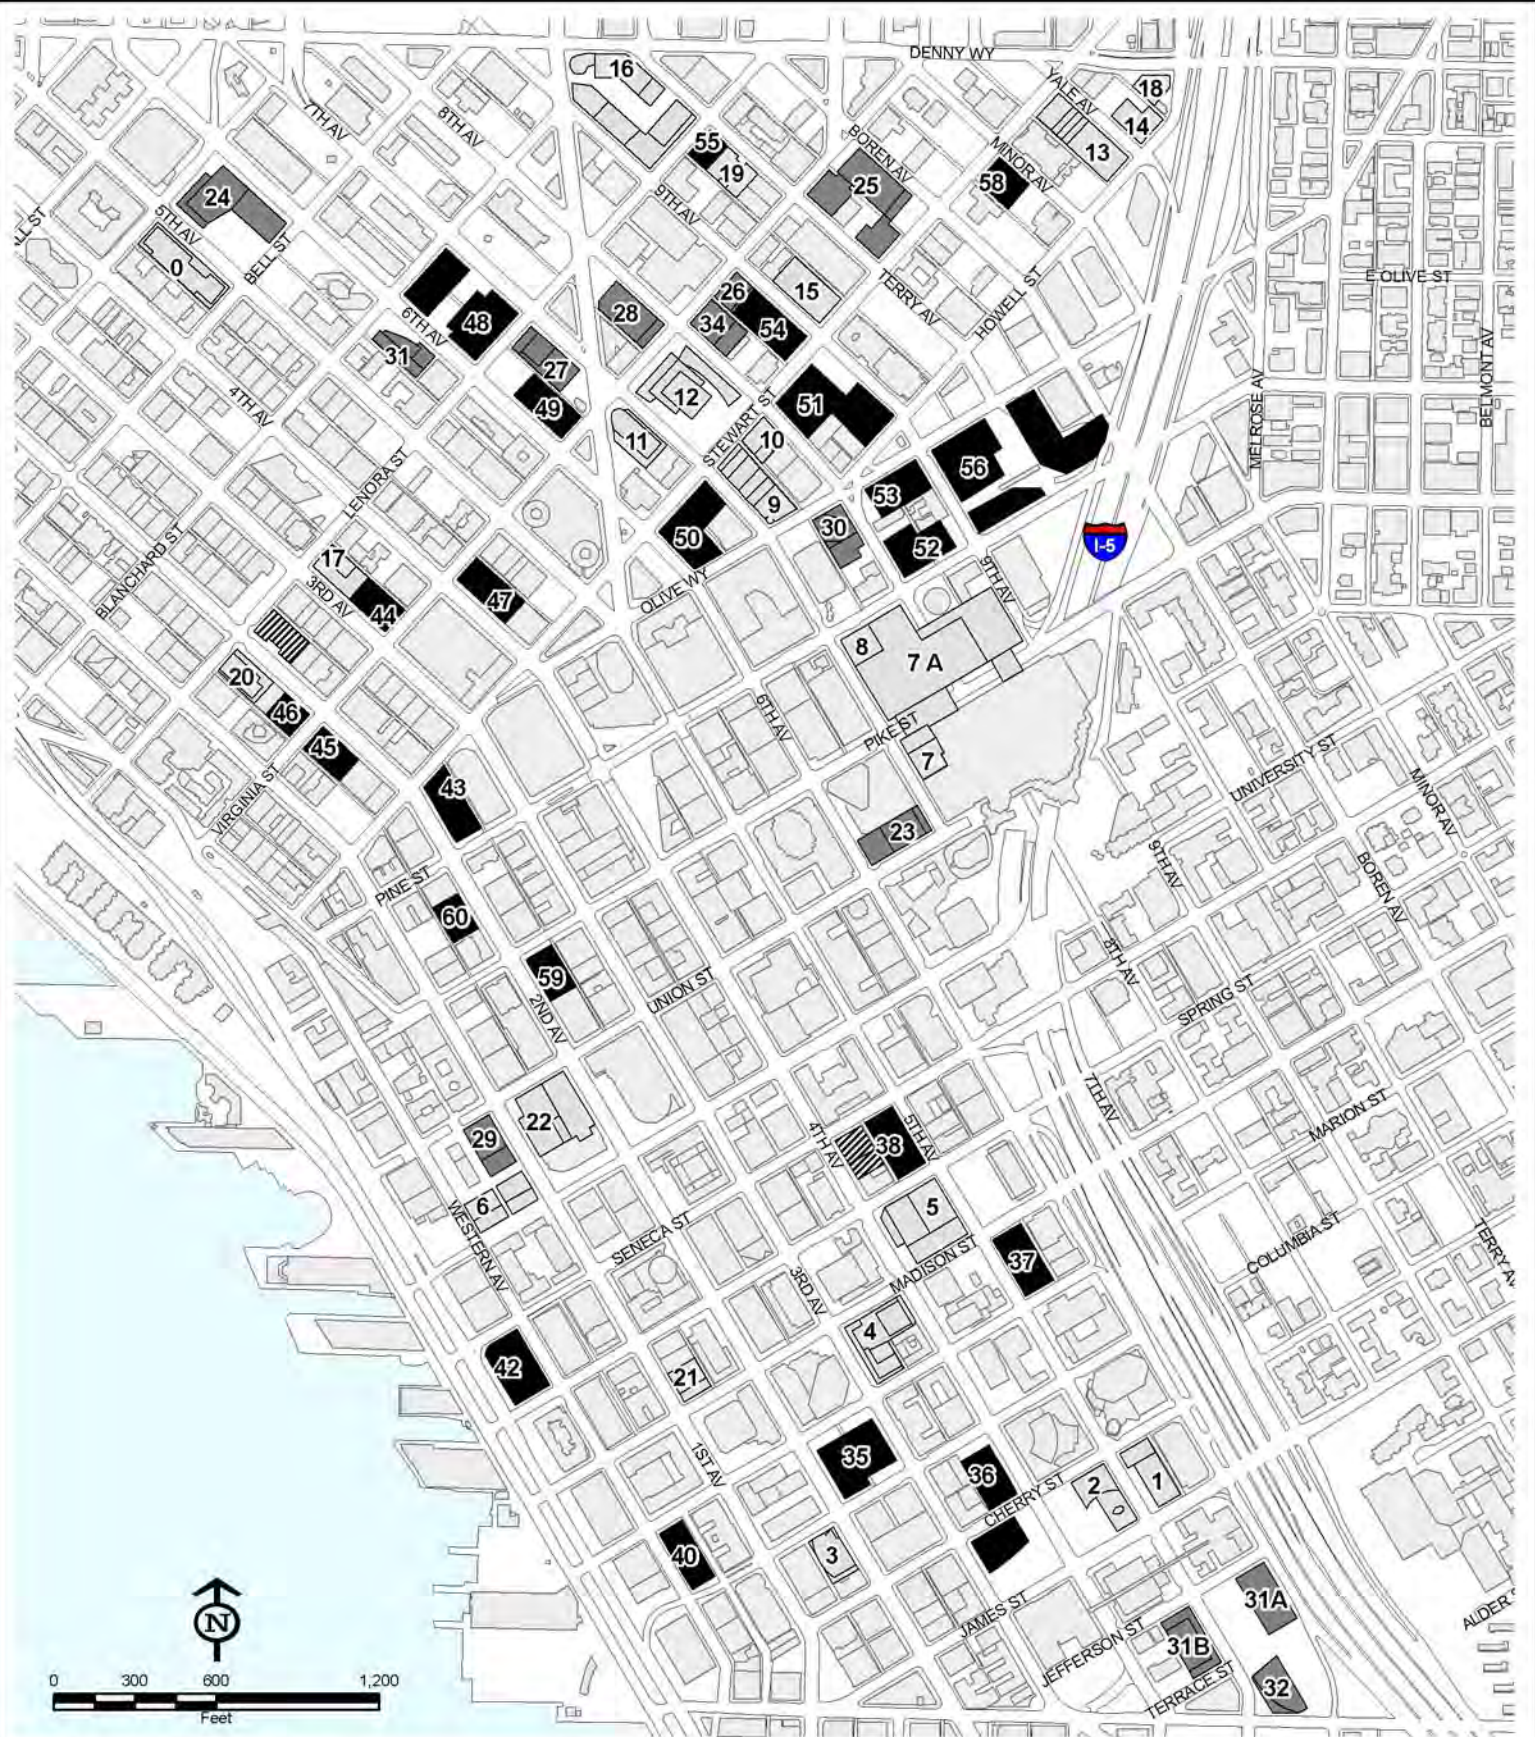 DENNY WY
16
YALE AV
18
14
7TH AV
8TH AV
BOREN AV
MINOR AV
13
55
19
25
58
24
9TH AV
5TH AV
BELL ST
0
TERRY AV
HOWELL ST
E OLIVE ST
26
15
28
34
54
6TH AV
48
31
27
49
12
51
BELMONT AV
MELROSE AV
4TH AV
11
STEWART ST
10
LENORA ST
9
56
53
30
50
52
I-5
BLANCHARD ST
17
3RD AV
44
47
OLIVE WY
9TH AV
8
7 A
20
46
45
6TH AV
PIKE ST
7
43
VIRGINIA ST
UNIVERSITY ST
MINOR AV
23
9TH AV
BOREN AV
PINE ST
60
59
2ND AV
UNION ST
8TH AV
SPRING ST
7TH AV
MARION ST
22
29
4TH AV
38
5TH AV
6
WESTERN AV
SENECA ST
5
MADISON ST
37
COLUMBIA ST
3RD AV
4
42
21
1ST AV
35
36
CHERRY ST
2
1
40
3
JAMES ST
31A
JEFFERSON ST
31B
TERRACE ST
32
N
0 300 600 1,200
Feet